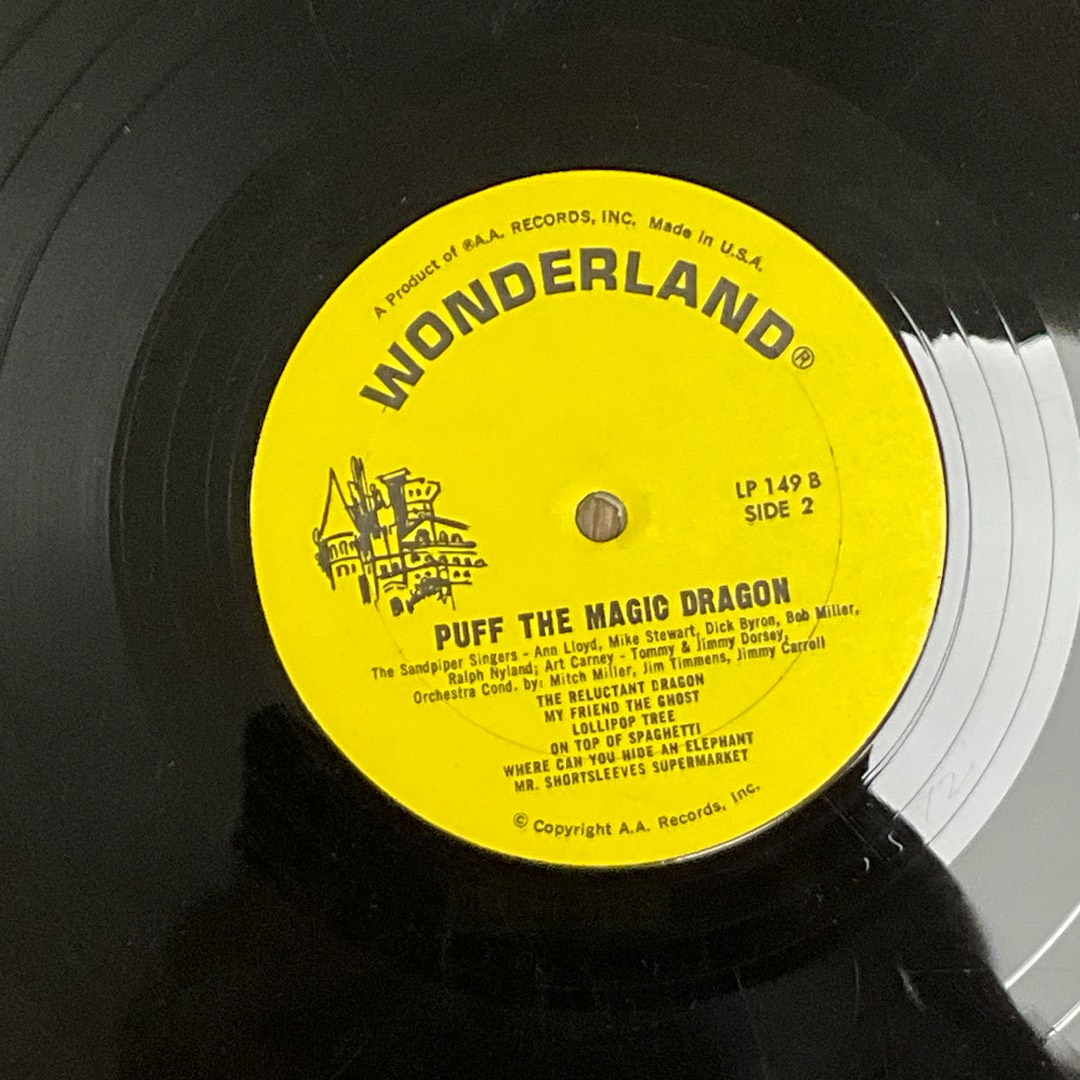 A Product of ®A.A. RECORDS, INC. Made in U.S.A.
WONDERLAND®
LP 149 B
SIDE 2
PUFF THE MAGIC DRAGON
The Sandpiper Singers - Ann Lloyd, Mike Stewart, Dick Byron, Bob Miller,
Ralph Nyland; Art Carney - Tommy & Jimmy Dorsey,
Orchestra Cond. by: Mitch Miller, Jim Timmens, Jimmy Carroll
THE RELUCTANT DRAGON
MY FRIEND THE GHOST
LOLLIPOP TREE
ON TOP OF SPAGHETTI
WHERE CAN YOU HIDE AN ELEPHANT
MR. SHORTSLEEVES SUPERMARKET
© Copyright A.A. Records, Inc.